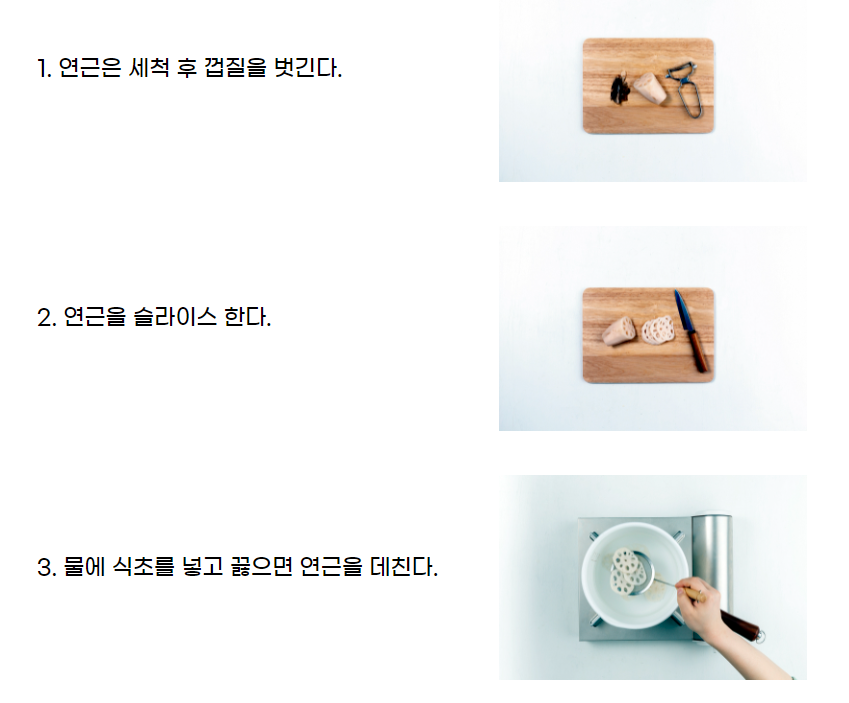 1. 연근은 세척 후 껍질을 벗긴다.
2. 연근을 슬라이스 한다.
3. 물에 식초를 넣고 끓으면 연근을 데친다.